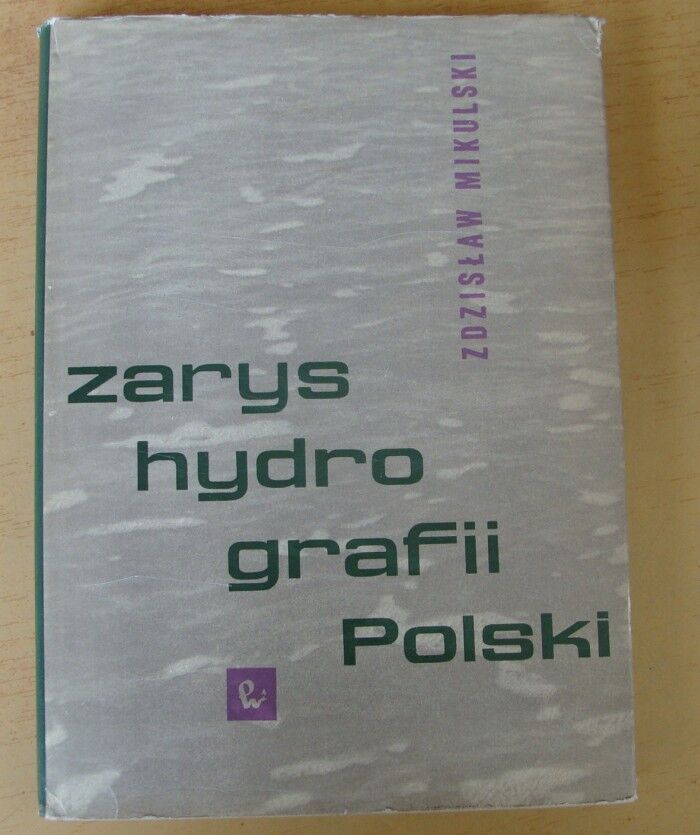 ZDZISŁAW MIKULSKI
zarys
hydro
grafii
Polski